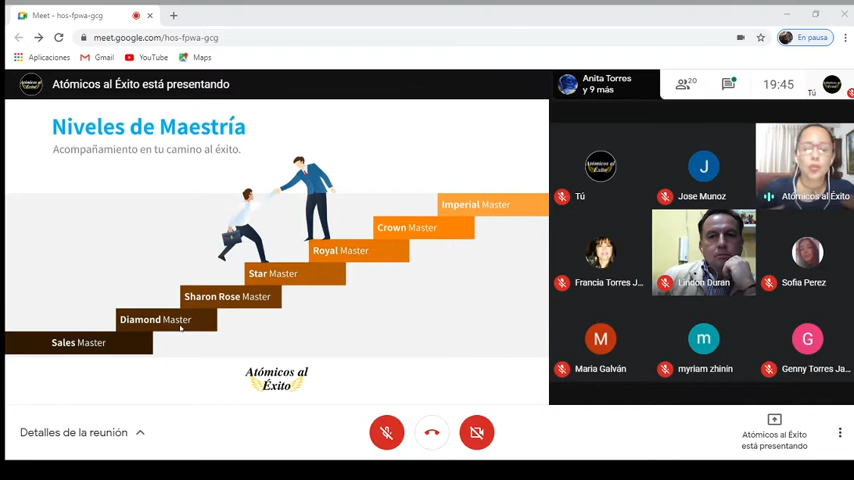 Meet - hos-fpwa-gcg
meet.google.com/hos-fpwa-gcg
En pausa
Aplicaciones
Gmail
YouTube
Maps
Atómicos al Éxito está presentando
Anita Torres
y 9 más
20
19:45
Tú
Niveles de Maestría
Acompañamiento en tu camino al éxito.
Imperial Master
Crown Master
Royal Master
Star Master
Sharon Rose Master
Diamond Master
Sales Master
Atómicos al
Éxito
Atómicos al
Éxito
J
Tú
Jose Munoz
Atómicos al Éxito
Francia Torres J...
Lindon Duran
Sofia Perez
M
m
G
Maria Galván
myriam zhinin
Genny Torres Ja...
Detalles de la reunión
Atómicos al Éxito
está presentando